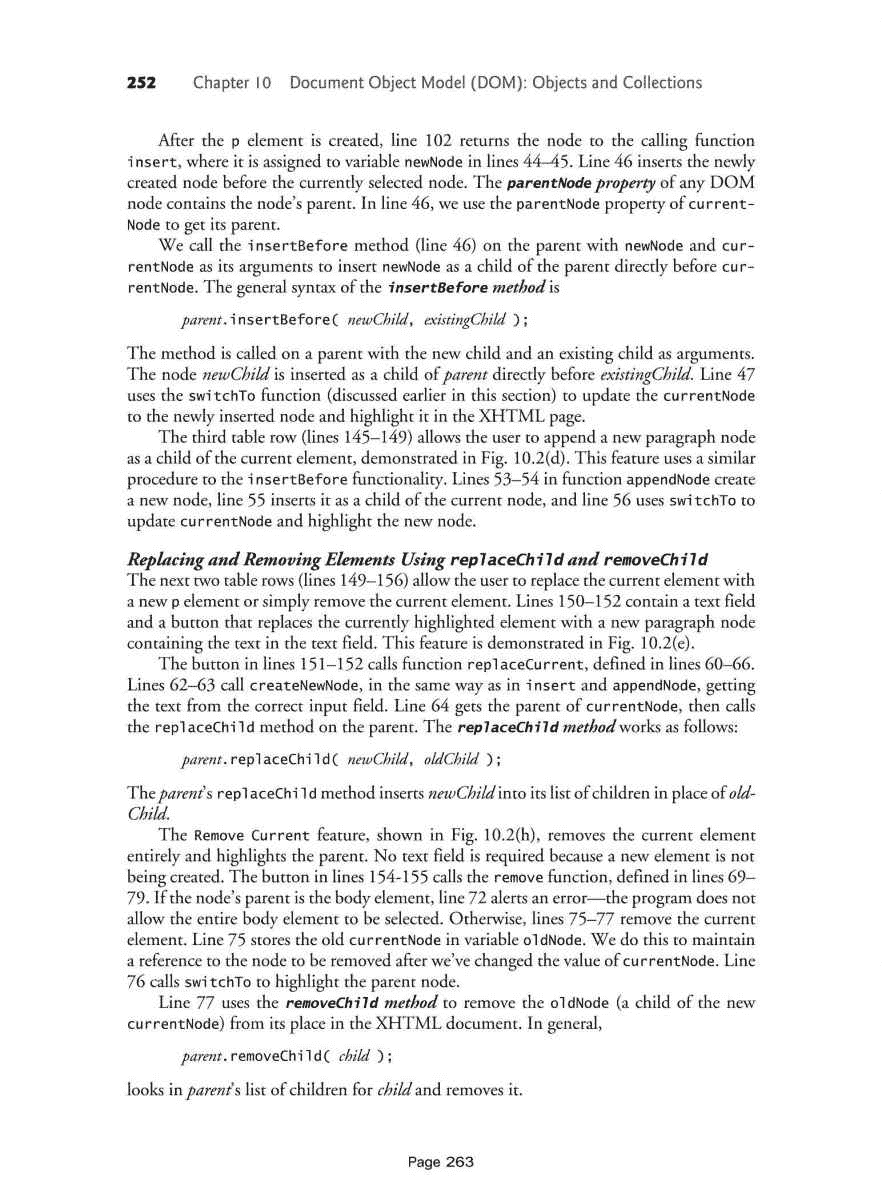 252 Chapter 10 Document Object Model (DOM): Objects and Collections
After the p element is created, line 102 returns the node to the calling function
insert, where it is assigned to variable newNode in lines 44–45. Line 46 inserts the newly
created node before the currently selected node. The parentNode property of any DOM
node contains the node's parent. In line 46, we use the parentNode property of current-
Node to get its parent.
We call the insertBefore method (line 46) on the parent with newNode and cur-
rentNode as its arguments to insert newNode as a child of the parent directly before cur-
rentNode. The general syntax of the insertBefore method is
parent.insertBefore( newChild, existingChild );
The method is called on a parent with the new child and an existing child as arguments.
The node newChild is inserted as a child of parent directly before existingChild. Line 47
uses the switchTo function (discussed earlier in this section) to update the currentNode
to the newly inserted node and highlight it in the XHTML page.
The third table row (lines 145–149) allows the user to append a new paragraph node
as a child of the current element, demonstrated in Fig. 10.2(d). This feature uses a similar
procedure to the insertBefore functionality. Lines 53–54 in function appendNode create
a new node, line 55 inserts it as a child of the current node, and line 56 uses switchTo to
update currentNode and highlight the new node.
Replacing and Removing Elements Using replaceChild and removeChild
The next two table rows (lines 149–156) allow the user to replace the current element with
a new p element or simply remove the current element. Lines 150–152 contain a text field
and a button that replaces the currently highlighted element with a new paragraph node
containing the text in the text field. This feature is demonstrated in Fig. 10.2(e).
The button in lines 151–152 calls function replaceCurrent, defined in lines 60–66.
Lines 62–63 call createNewNode, in the same way as in insert and appendNode, getting
the text from the correct input field. Line 64 gets the parent of currentNode, then calls
the replaceChild method on the parent. The replaceChild method works as follows:
parent.replaceChild( newChild, oldChild );
The parent's replaceChild method inserts newChild into its list of children in place of old-
Child.
The Remove Current feature, shown in Fig. 10.2(h), removes the current element
entirely and highlights the parent. No text field is required because a new element is not
being created. The button in lines 154-155 calls the remove function, defined in lines 69–
79. If the node's parent is the body element, line 72 alerts an error—the program does not
allow the entire body element to be selected. Otherwise, lines 75–77 remove the current
element. Line 75 stores the old currentNode in variable oldNode. We do this to maintain
a reference to the node to be removed after we've changed the value of currentNode. Line
76 calls switchTo to highlight the parent node.
Line 77 uses the removeChild method to remove the oldNode (a child of the new
currentNode) from its place in the XHTML document. In general,
parent.removeChild( child );
looks in parent's list of children for child and removes it.
Page 263